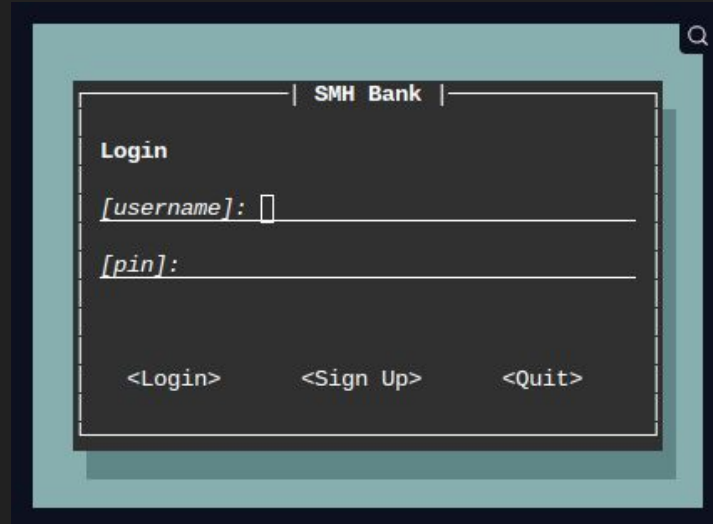 | SMH Bank |
Login
[username]:
[pin]:
<Login> <Sign Up> <Quit>